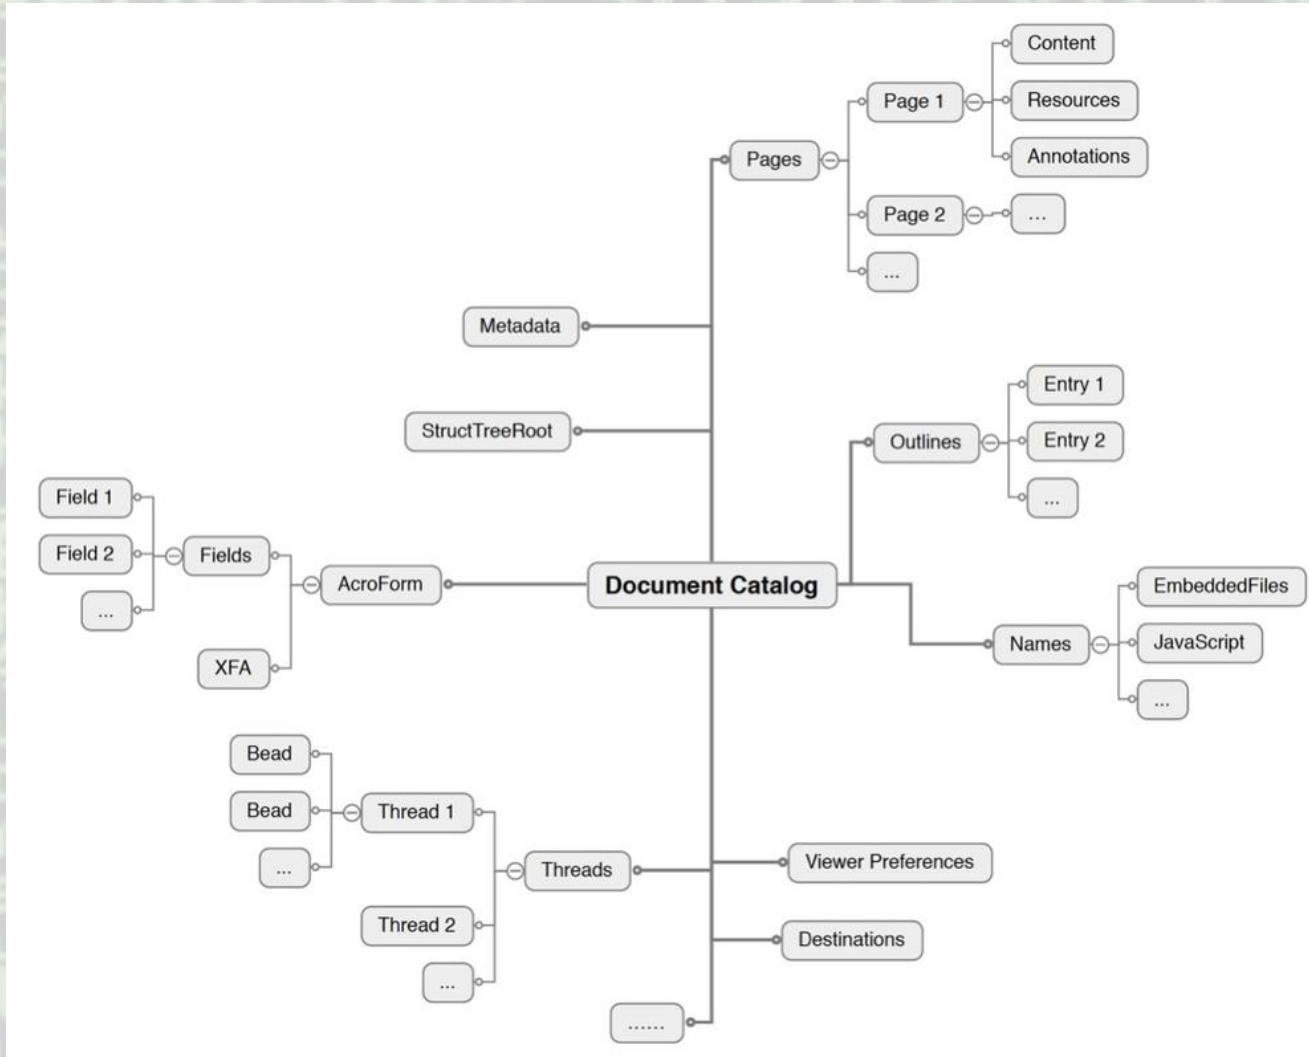 Content
Page 1
Resources
Pages
Annotations
Page 2
...
...
Metadata
Entry 1
StructTreeRoot
Outlines
Entry 2
...
Field 1
Field 2
Fields
...
AcroForm
XFA
Document Catalog
EmbeddedFiles
Names
JavaScript
...
Bead
Bead
Thread 1
...
Threads
Thread 2
...
Viewer Preferences
Destinations
......